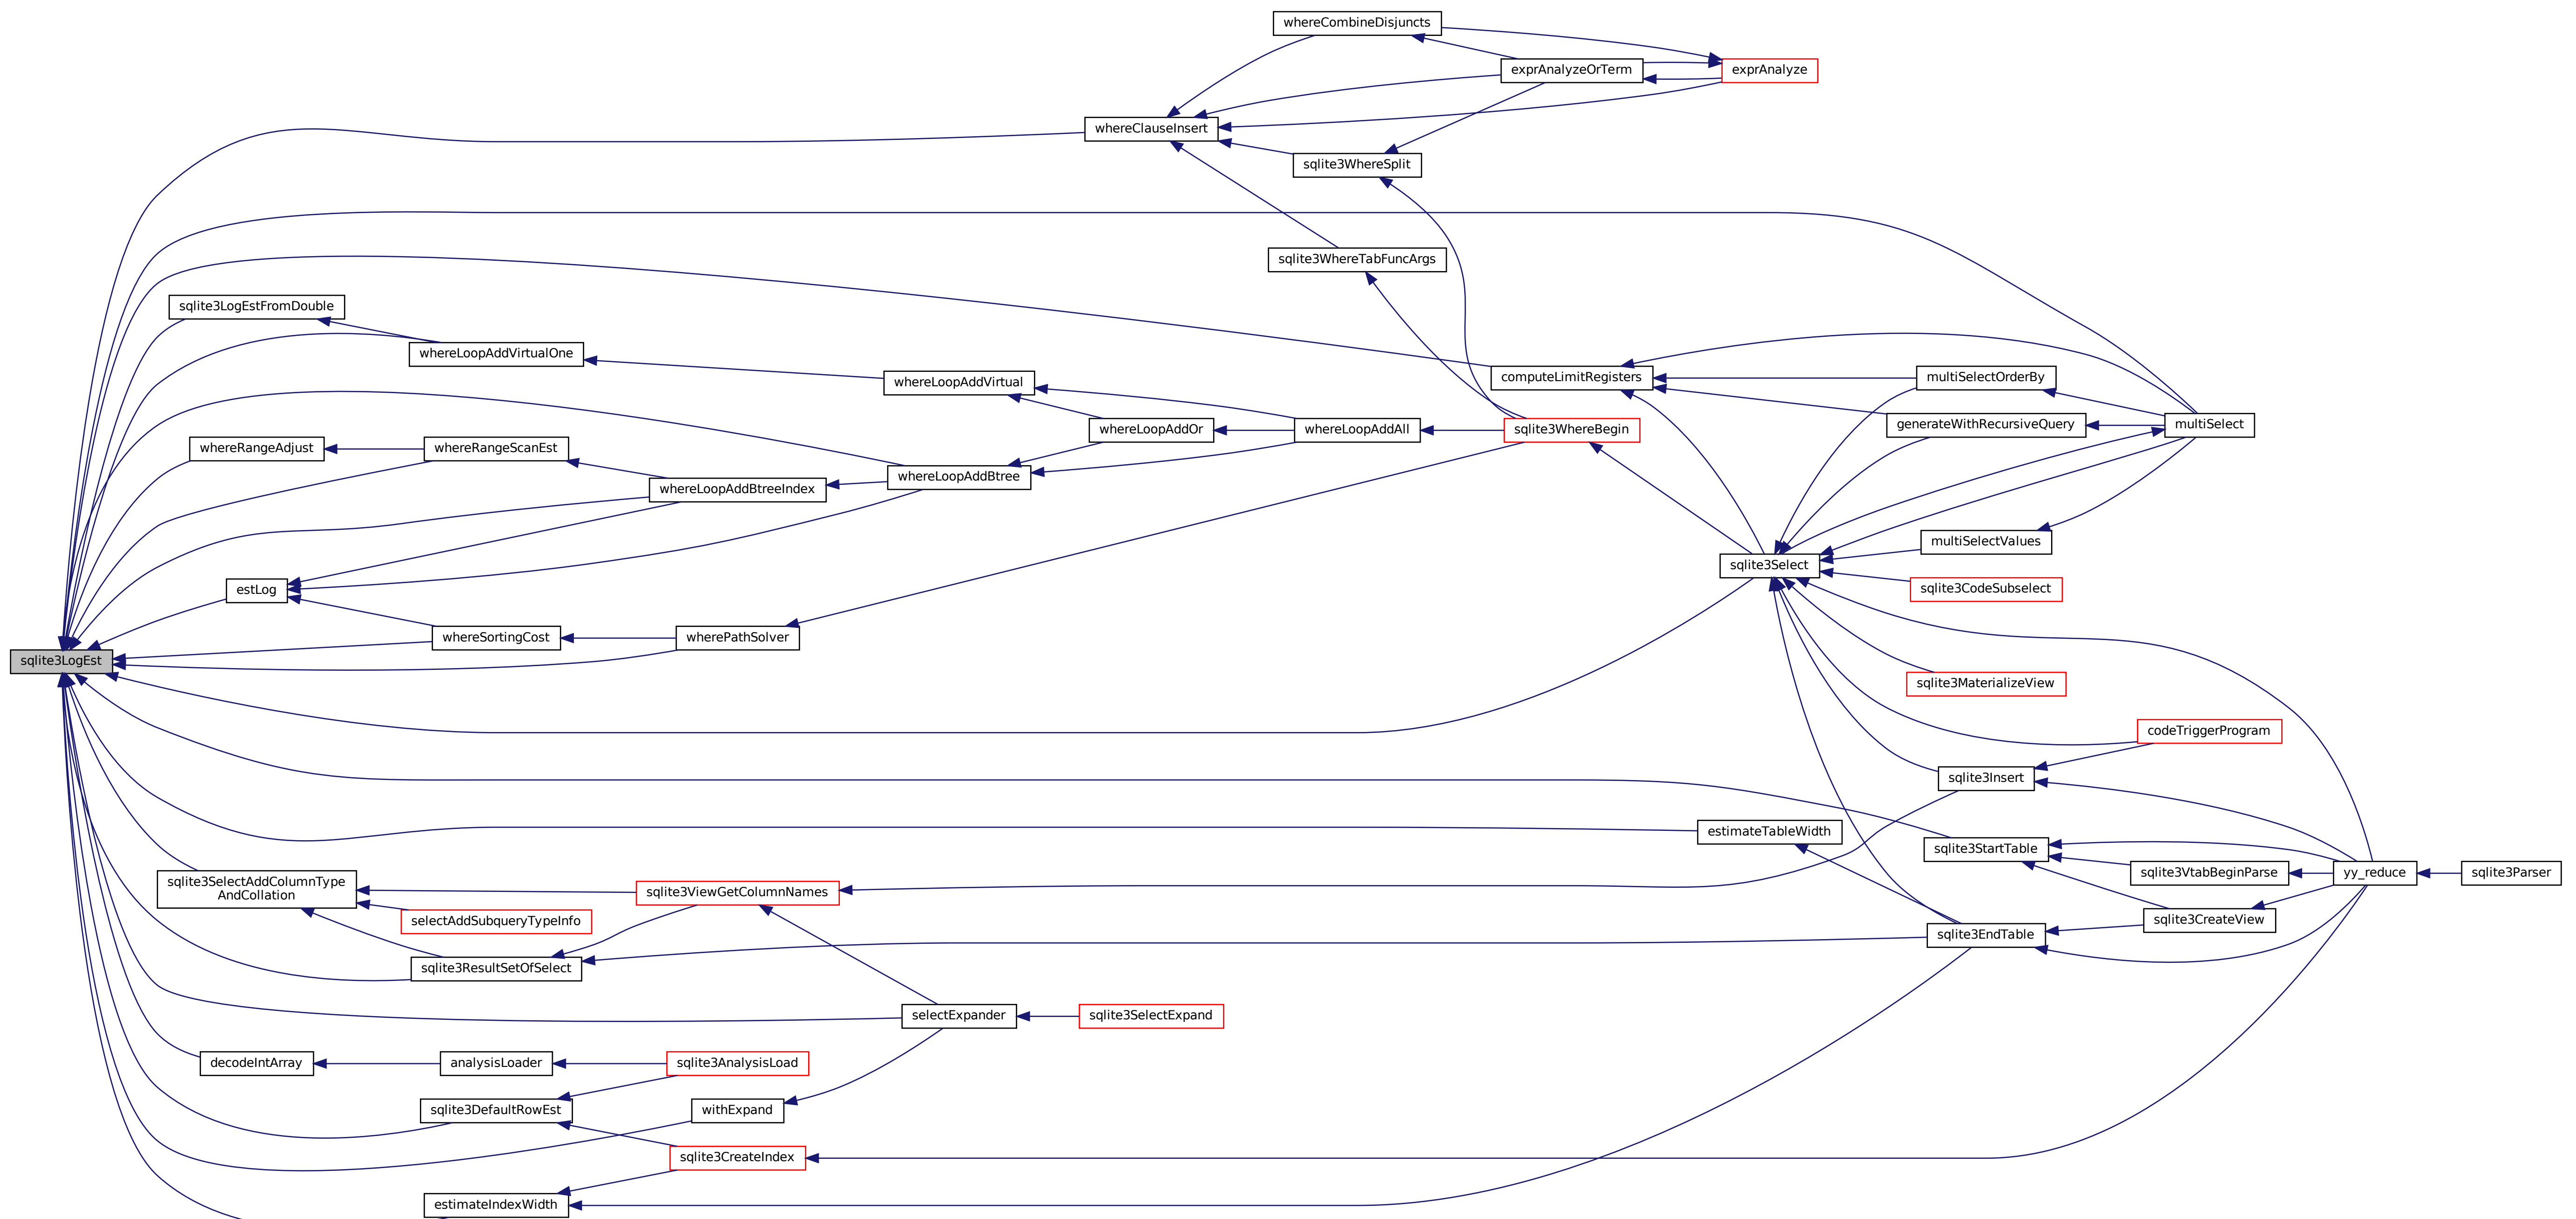 whereCombineDisjuncts
exprAnalyzeOrTerm
exprAnalyze
whereClauseInsert
sqlite3WhereSplit
sqlite3WhereTabFuncArgs
sqlite3LogEstFromDouble
whereLoopAddVirtualOne
whereLoopAddVirtual
computeLimitRegisters
multiSelectOrderBy
whereLoopAddOr
whereLoopAddAll
sqlite3WhereBegin
generateWithRecursiveQuery
multiSelect
whereRangeAdjust
whereRangeScanEst
whereLoopAddBtree
whereLoopAddBtreeIndex
multiSelectValues
sqlite3Select
estLog
sqlite3CodeSubselect
whereSortingCost
wherePathSolver
sqlite3LogEst
sqlite3MaterializeView
codeTriggerProgram
sqlite3Insert
estimateTableWidth
sqlite3StartTable
sqlite3VtabBeginParse
yy_reduce
sqlite3Parser
sqlite3SelectAddColumnType
AndCollation
sqlite3ViewGetColumnNames
selectAddSubqueryTypeInfo
sqlite3CreateView
sqlite3EndTable
sqlite3ResultSetOfSelect
selectExpander
sqlite3SelectExpand
decodeIntArray
analysisLoader
sqlite3AnalysisLoad
sqlite3DefaultRowEst
withExpand
sqlite3CreateIndex
estimateIndexWidth